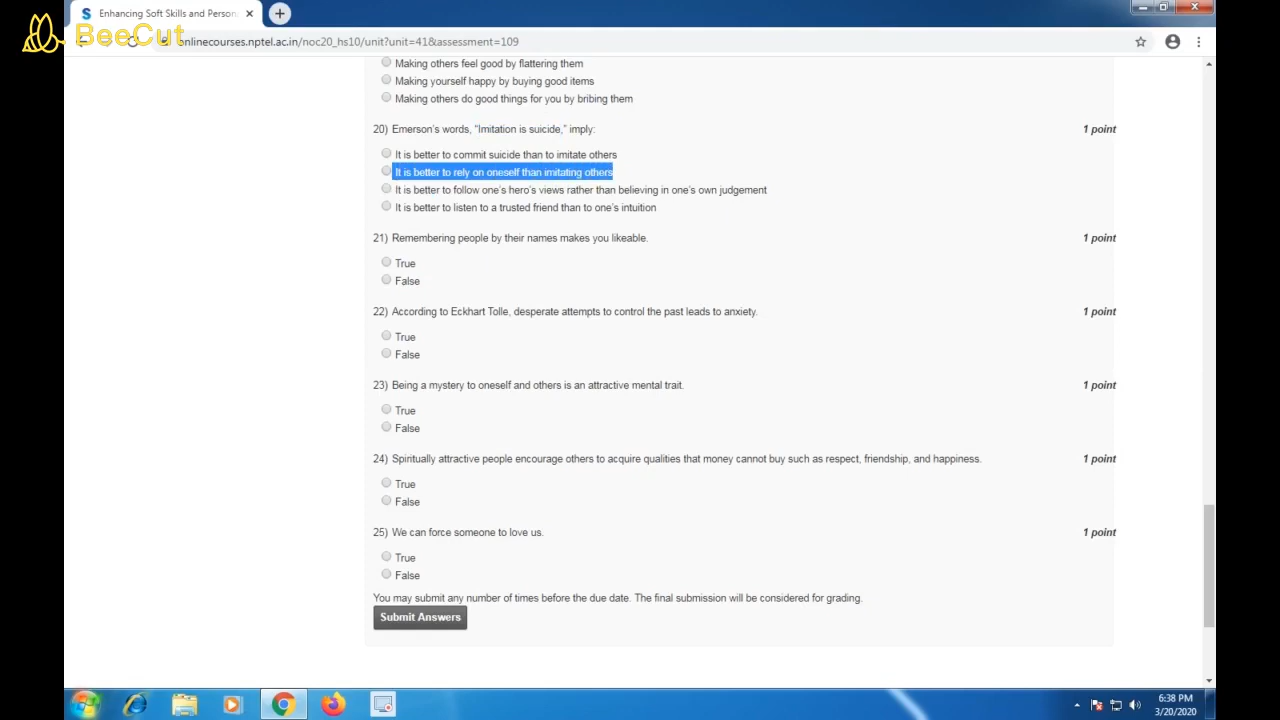 Enhancing Soft Skills and Person
BeeCut
onlinecourses.nptel.ac.in/noc20_hs10/unit?unit=41&assessment=109
Making others feel good by flattering them
Making yourself happy by buying good items
Making others do good things for you by bribing them
20) Emerson's words, "Imitation is suicide," imply: 1 point
It is better to commit suicide than to imitate others
It is better to rely on oneself than imitating others
It is better to follow one's hero's views rather than believing in one's own judgement
It is better to listen to a trusted friend than to one's intuition
21) Remembering people by their names makes you likeable. 1 point
True
False
22) According to Eckhart Tolle, desperate attempts to control the past leads to anxiety. 1 point
True
False
23) Being a mystery to oneself and others is an attractive mental trait. 1 point
True
False
24) Spiritually attractive people encourage others to acquire qualities that money cannot buy such as respect, friendship, and happiness. 1 point
True
False
25) We can force someone to love us. 1 point
True
False
You may submit any number of times before the due date. The final submission will be considered for grading.
Submit Answers
6:38 PM
3/20/2020